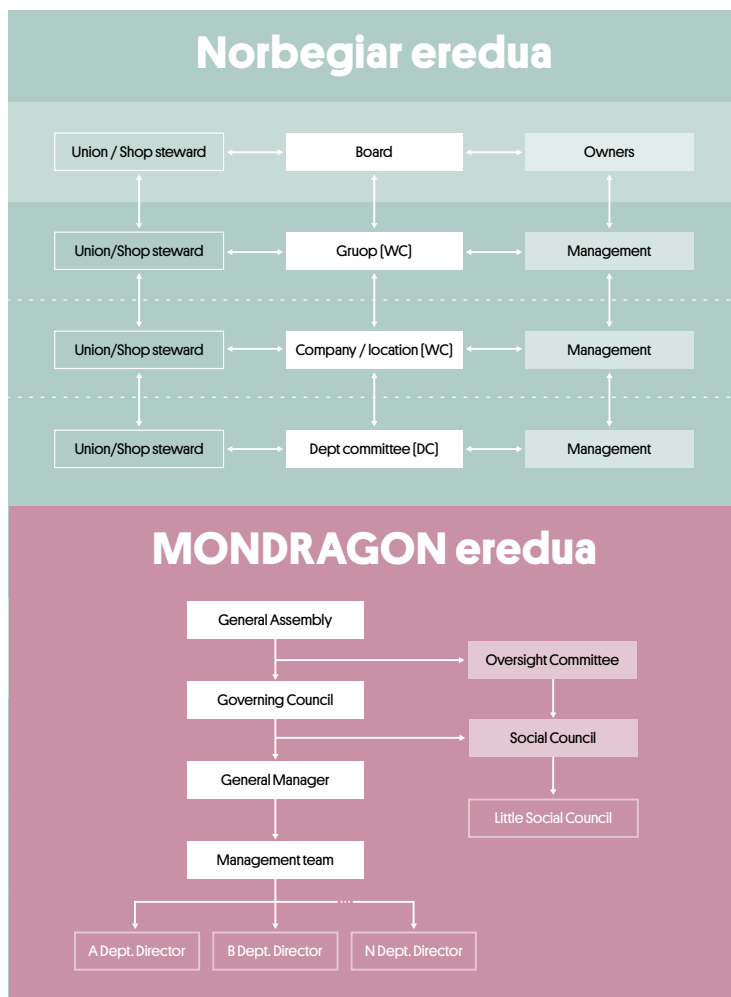 Norbegiar eredua
Union / Shop steward
Board
Owners
Union/Shop steward
Gruop (WC)
Management
Union/Shop steward
Company / location (WC)
Management
Union/Shop steward
Dept committee (DC)
Management
MONDRAGON eredua
General Assembly
Oversight Committee
Governing Council
Social Council
General Manager
Little Social Council
Management team
A Dept. Director
B Dept. Director
N Dept. Director